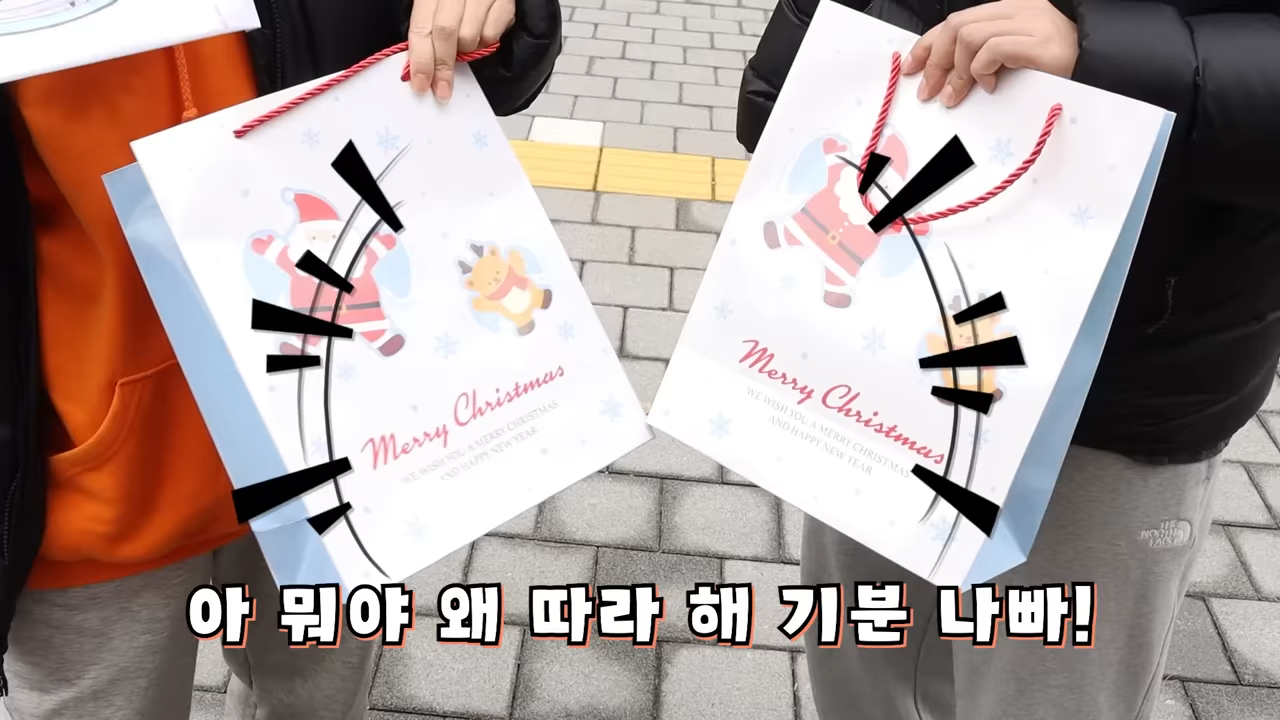 Merry Christmas
WE WISH YOU A MERRY CHRISTMAS
AND HAPPY NEW YEAR
Merry Christmas
WE WISH YOU A MERRY CHRISTMAS
AND HAPPY NEW YEAR
THE
NORTH
FACE
아 뭐야 왜 따라 해 기분 나빠!